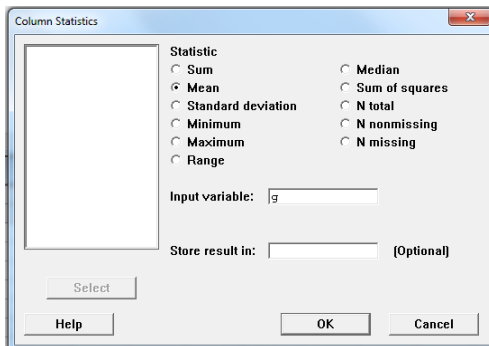 Column Statistics
x
Statistic
Sum
Median
Mean
Sum of squares
Standard deviation
N total
Minimum
N nonmissing
Maximum
N missing
Range
Input variable: g
Store result in: (Optional)
Select
Help OK Cancel